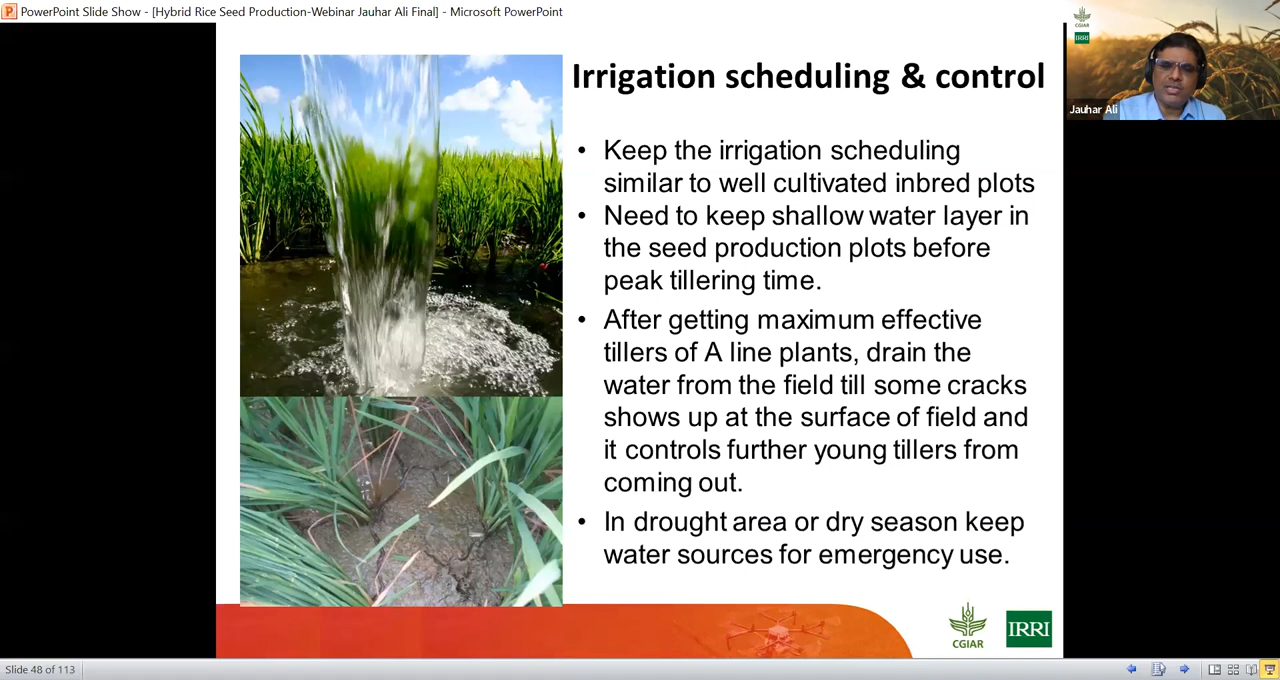 PowerPoint Slide Show - [Hybrid Rice Seed Production-Webinar Jauhar Ali Final] - Microsoft PowerPoint
CGIAR
IRRI
Jauhar Ali
Irrigation scheduling & control
• Keep the irrigation scheduling
similar to well cultivated inbred plots
• Need to keep shallow water layer in
the seed production plots before
peak tillering time.
• After getting maximum effective
tillers of A line plants, drain the
water from the field till some cracks
shows up at the surface of field and
it controls further young tillers from
coming out.
• In drought area or dry season keep
water sources for emergency use.
CGIAR
IRRI
Slide 48 of 113